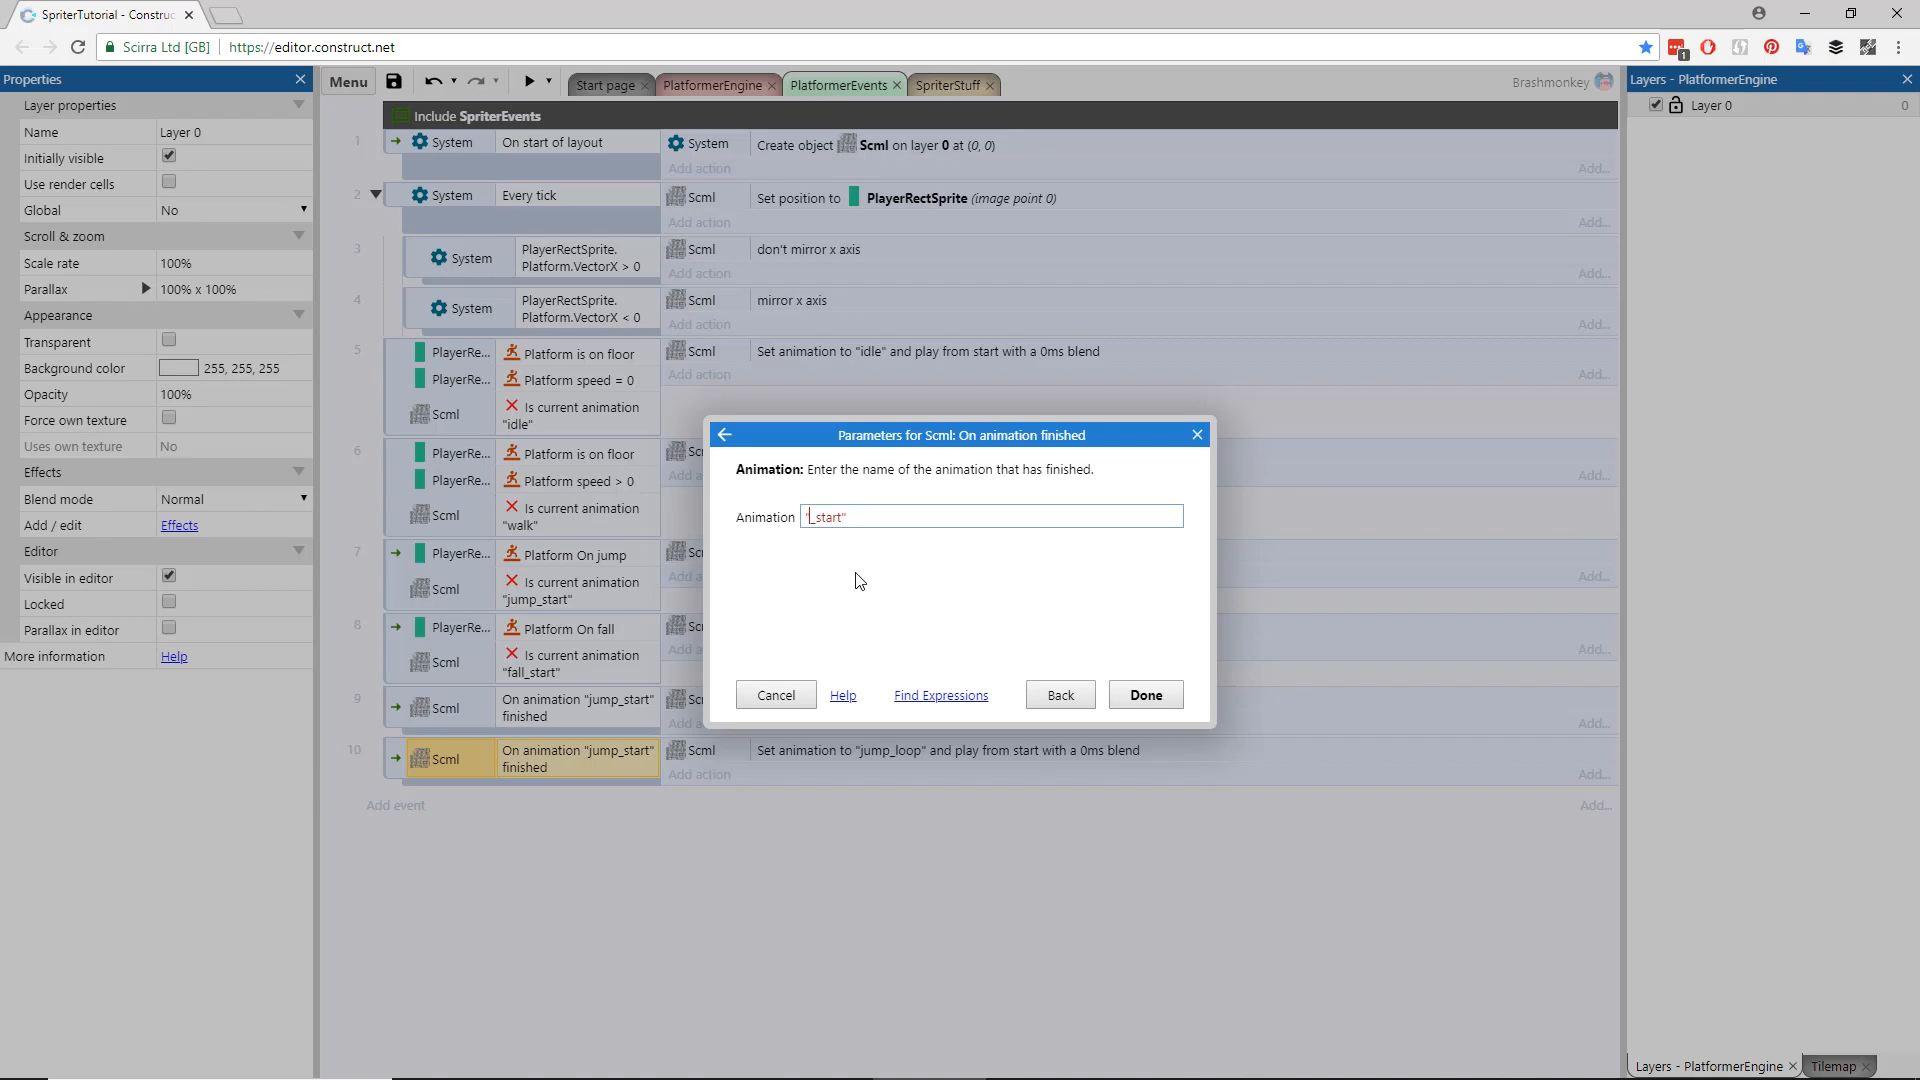 SpriterTutorial - Construc
Scirra Ltd [GB] https://editor.construct.net
1
Properties
Layer properties
Name Layer 0
Initially visible
Use render cells
Global No
Scroll & zoom
Scale rate 100%
Parallax 100% x 100%
Appearance
Transparent
Background color 255, 255, 255
Opacity 100%
Force own texture
Uses own texture No
Effects
Blend mode Normal
Add / edit Effects
Editor
Visible in editor
Locked
Parallax in editor
More information Help
Menu
Start page
PlatformerEngine
PlatformerEvents
SpriterStuff
Brashmonkey
Include SpriterEvents
1 System On start of layout System Create object Scml on layer 0 at (0, 0)
Add action Add...
2 System Every tick Scml Set position to PlayerRectSprite (image point 0)
Add action Add...
3 System PlayerRectSprite. Scml don't mirror x axis
Platform.VectorX > 0
Add action Add...
4 System PlayerRectSprite. Scml mirror x axis
Platform.VectorX < 0
Add action Add...
5 PlayerRe... Platform is on floor Scml Set animation to "idle" and play from start with a 0ms blend
Add action Add...
PlayerRe... Platform speed = 0
Scml Is current animation
"idle"
6 PlayerRe... Platform is on floor Sc
Add a Add...
PlayerRe... Platform speed > 0
Scml Is current animation
"walk"
7 PlayerRe... Platform On jump Sc
Add a Add...
Scml Is current animation
"jump_start"
8 PlayerRe... Platform On fall Sc
Add a Add...
Scml Is current animation
"fall_start"
9 Scml On animation "jump_start" Sc
finished
Add a Add...
10 Scml On animation "jump_start" Scml Set animation to "jump_loop" and play from start with a 0ms blend
finished
Add action Add...
Add event Add...
Parameters for Scml: On animation finished
Animation: Enter the name of the animation that has finished.
Animation "_start"
Cancel Help Find Expressions Back Done
Layers - PlatformerEngine
Layer 0 0
Layers - PlatformerEngine Tilemap